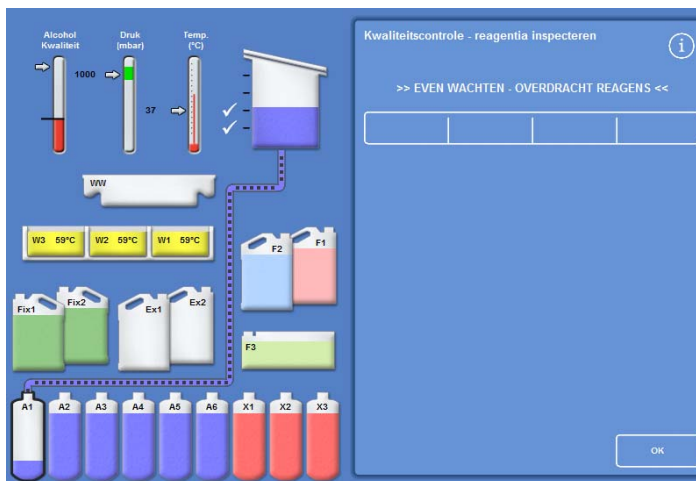 Alcohol
Kwaliteit
Druk
(mbar)
Temp.
(°C)
1000
37
WW
W3 59°C
W2 59°C
W1 59°C
F2
F1
Fix1
Fix2
Ex1
Ex2
F3
A1
A2
A3
A4
A5
A6
X1
X2
X3
Kwaliteitscontrole - reagentia inspecteren
i
>> EVEN WACHTEN - OVERDRACHT REAGENS <<
OK